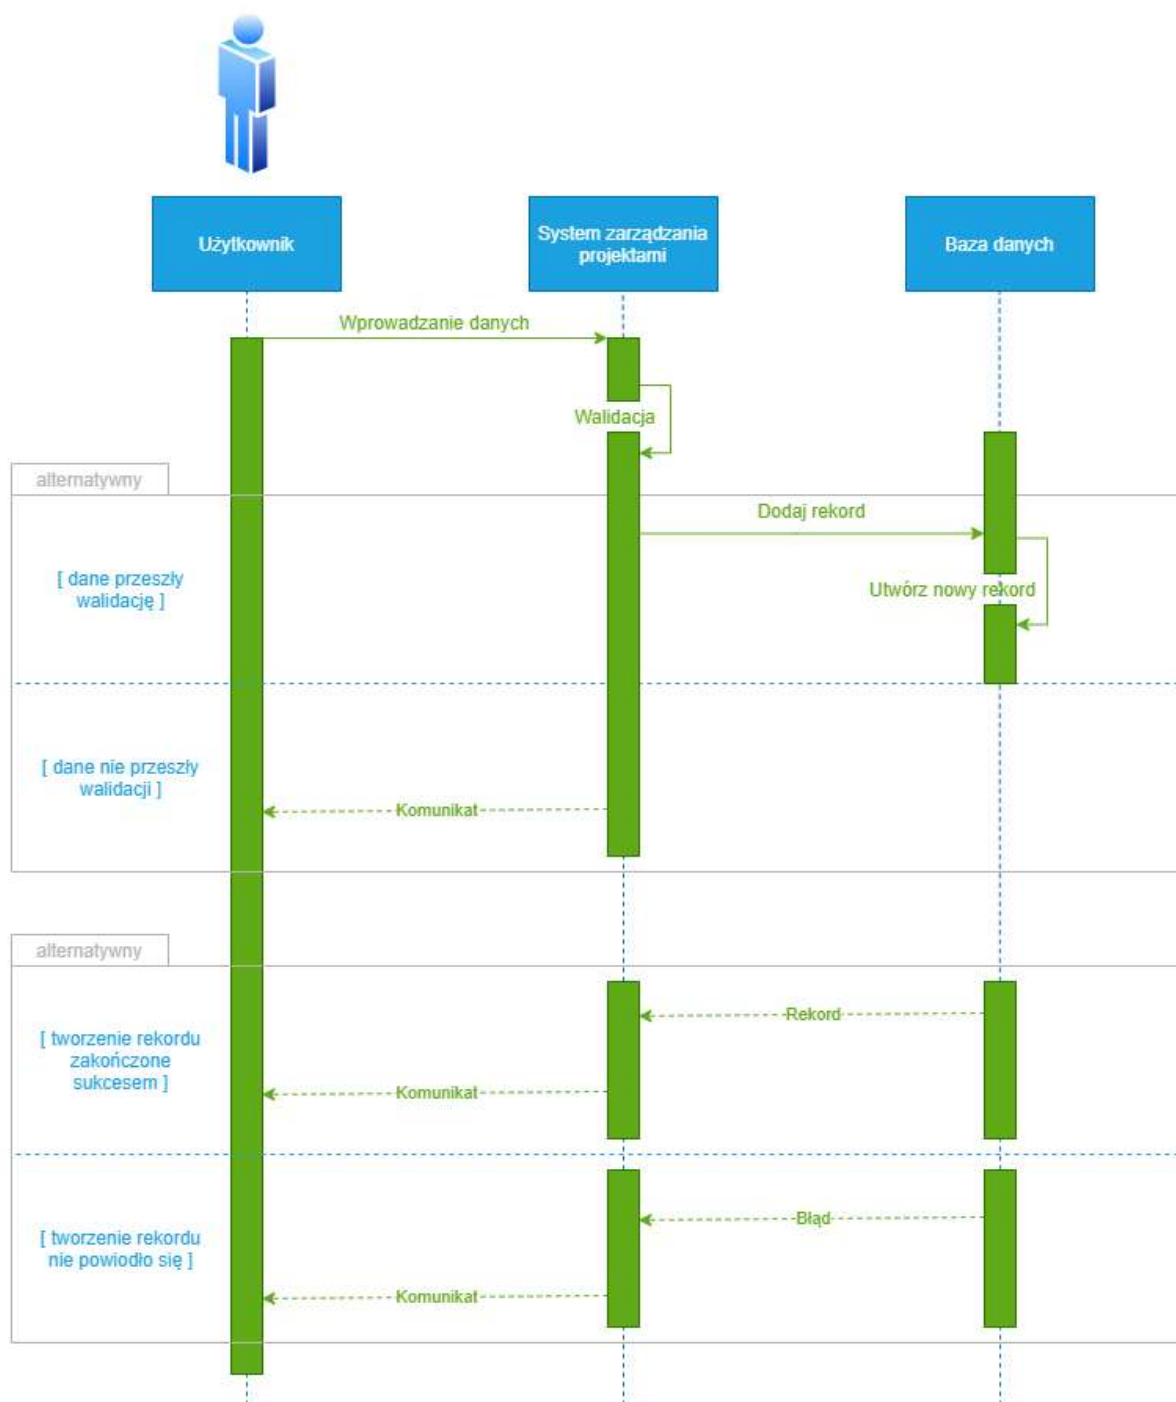 Użytkownik
System zarządzania
projektami
Baza danych
Wprowadzanie danych
Walidacja
alternatywny
Dodaj rekord
[ dane przeszły
walidację ]
Utwórz nowy rekord
[ dane nie przeszły
walidacji ]
Komunikat
alternatywny
Rekord
[ tworzenie rekordu
zakończone
sukcesem ]
Komunikat
Błąd
[ tworzenie rekordu
nie powiodło się ]
Komunikat